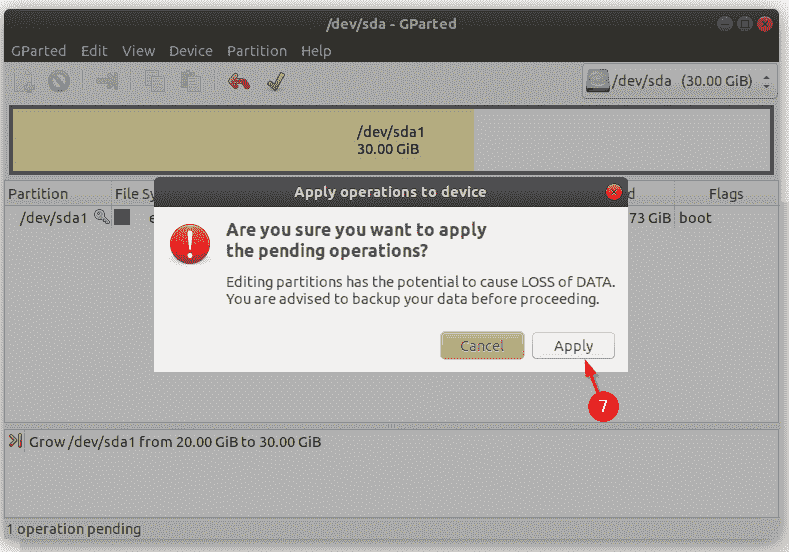 /dev/sda - GParted
GParted Edit View Device Partition Help
/dev/sda (30.00 GiB)
/dev/sda1
30.00 GiB
Partition File Sy d Flags
/dev/sda1 e 73 GiB boot
Apply operations to device
Are you sure you want to apply
the pending operations?
Editing partitions has the potential to cause LOSS of DATA.
You are advised to backup your data before proceeding.
Cancel Apply
7
Grow /dev/sda1 from 20.00 GiB to 30.00 GiB
1 operation pending